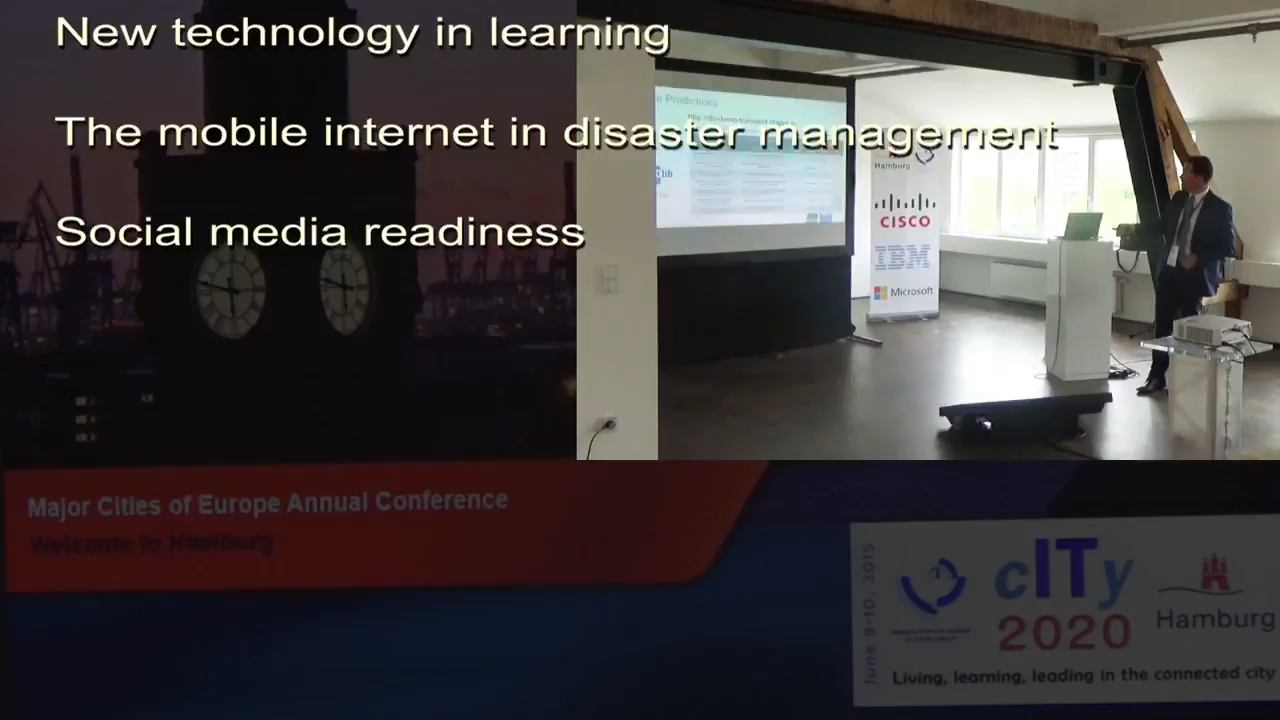 New technology in learning
The mobile internet in disaster management
Social media readiness
e Predictions
lib
Hamburg
CISCO
IBM
Microsoft
Major Cities of Europe Annual Conference
Welcome to Hamburg
June 8-10, 2015
cITy
2020
Hamburg
Living, learning, leading in the connected city